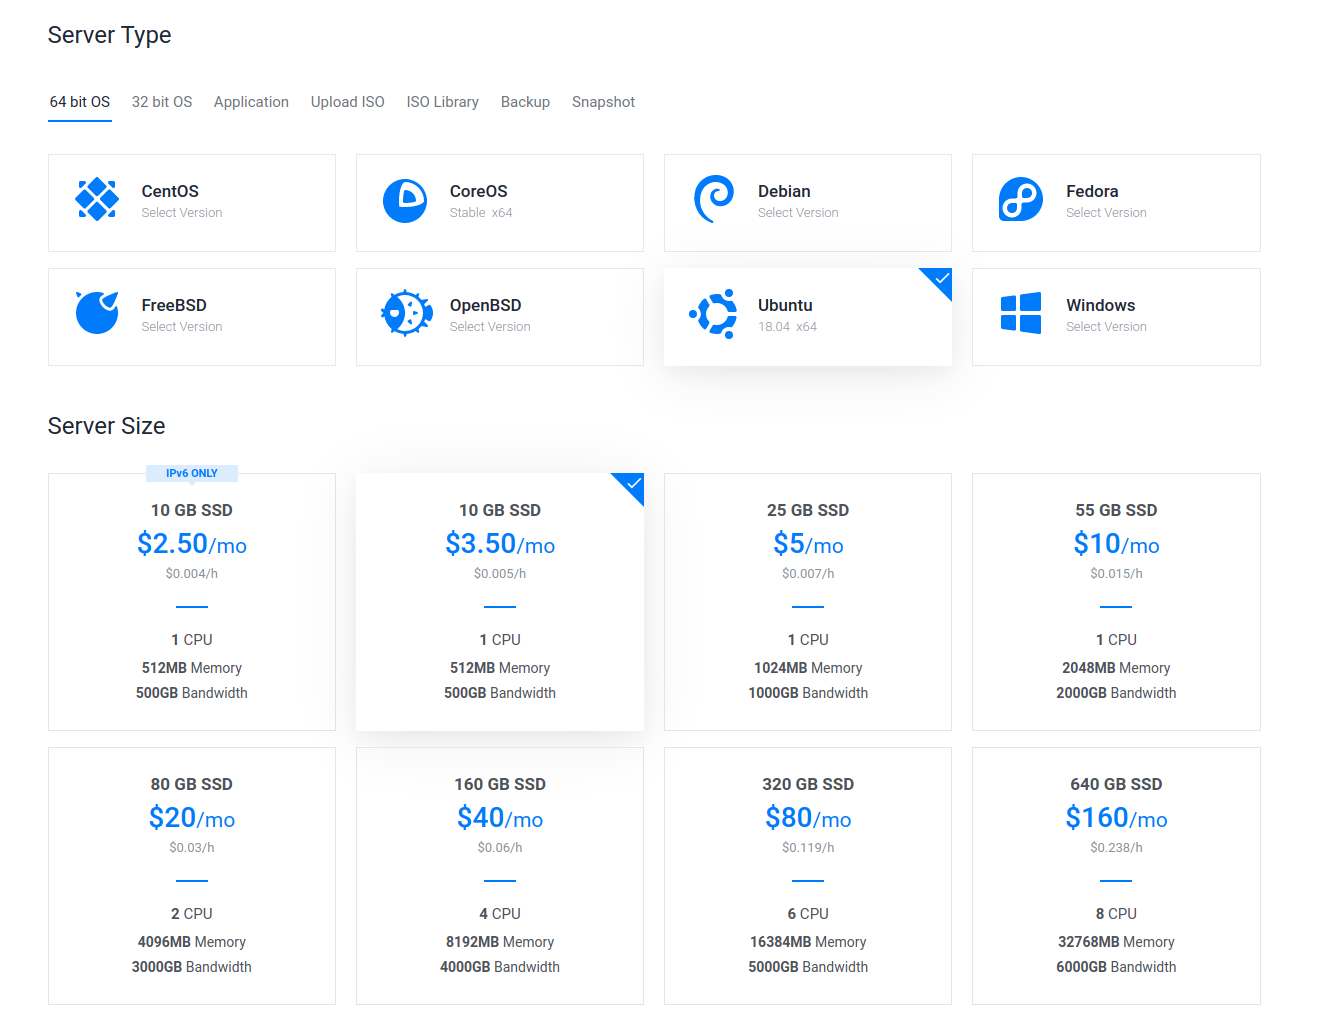 Server Type
64 bit OS 32 bit OS Application Upload ISO ISO Library Backup Snapshot
CentOS
Select Version
CoreOS
Stable x64
Debian
Select Version
Fedora
Select Version
FreeBSD
Select Version
OpenBSD
Select Version
Ubuntu
18.04 x64
Windows
Select Version
Server Size
IPv6 ONLY
10 GB SSD
$2.50/mo
$0.004/h
1 CPU
512MB Memory
500GB Bandwidth
10 GB SSD
$3.50/mo
$0.005/h
1 CPU
512MB Memory
500GB Bandwidth
25 GB SSD
$5/mo
$0.007/h
1 CPU
1024MB Memory
1000GB Bandwidth
55 GB SSD
$10/mo
$0.015/h
1 CPU
2048MB Memory
2000GB Bandwidth
80 GB SSD
$20/mo
$0.03/h
2 CPU
4096MB Memory
3000GB Bandwidth
160 GB SSD
$40/mo
$0.06/h
4 CPU
8192MB Memory
4000GB Bandwidth
320 GB SSD
$80/mo
$0.119/h
6 CPU
16384MB Memory
5000GB Bandwidth
640 GB SSD
$160/mo
$0.238/h
8 CPU
32768MB Memory
6000GB Bandwidth